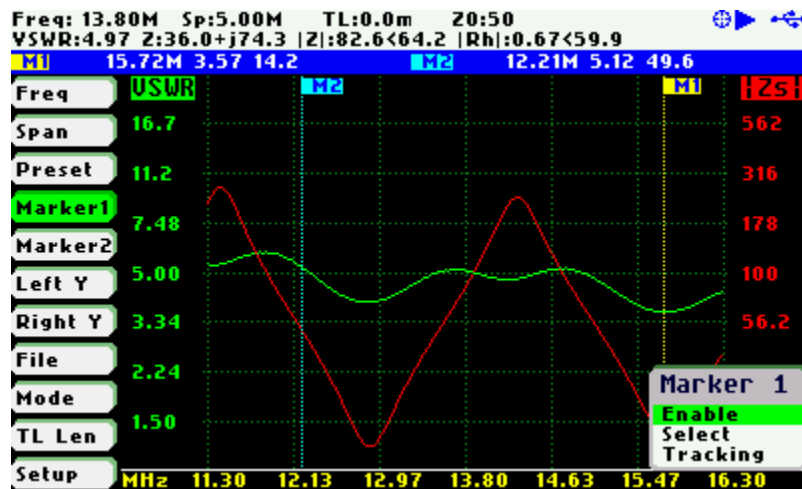 Freq: 13.80M Sp:5.00M TL:0.0m 20:50
VSWR:4.97 Z:36.0+j74.3 |Z|:82.6<64.2 |Rh|:0.67<59.9
M1 15.72M 3.57 14.2 M2 12.21M 5.12 49.6
Freq VSWR M2 M1 |Zs|
Span 16.7 562
Preset 11.2 316
Marker1
7.48 178
Marker2
Left Y 5.00 100
Right Y 3.34 56.2
File
2.24
Mode Marker 1
1.50 Enable
TL Len Select
Tracking
Setup MHz 11.30 12.13 12.97 13.80 14.63 15.47 16.30